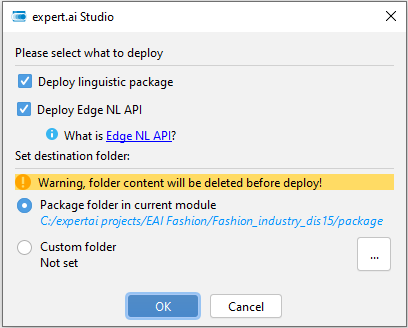 expert.ai Studio
Please select what to deploy
Deploy linguistic package
Deploy Edge NL API
What is Edge NL API?
Set destination folder:
Warning, folder content will be deleted before deploy!
Package folder in current module
C:/expertai projects/EAI Fashion/Fashion_industry_dis15/package
Custom folder
Not set
...
OK
Cancel